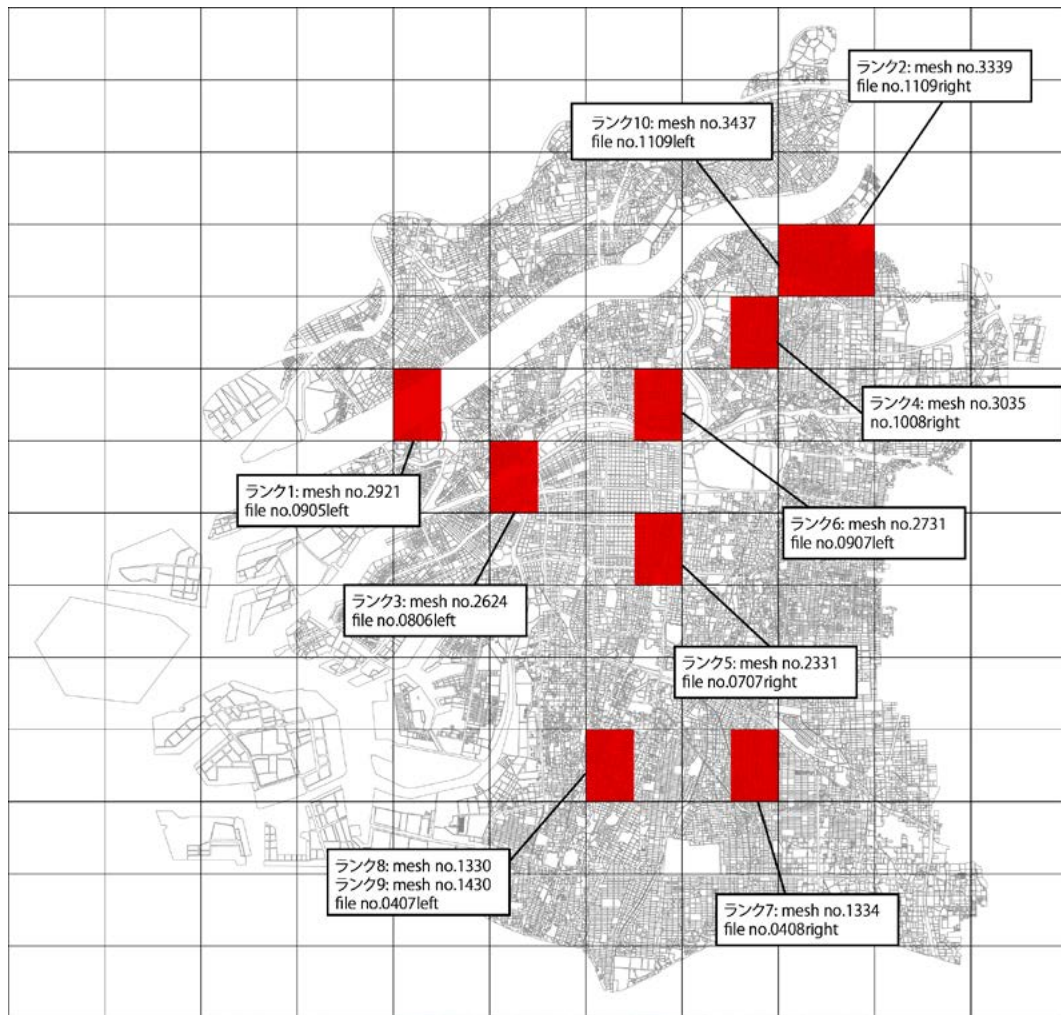 ランク2: mesh no.3339
file no.1109right
ランク10: mesh no.3437
file no.1109left
ランク4: mesh no.3035
no.1008right
ランク1: mesh no.2921
file no.0905left
ランク6: mesh no.2731
file no.0907left
ランク3: mesh no.2624
file no.0806left
ランク5: mesh no.2331
file no.0707right
ランク8: mesh no.1330
ランク9: mesh no.1430
file no.0407left
ランク7: mesh no.1334
file no.0408right